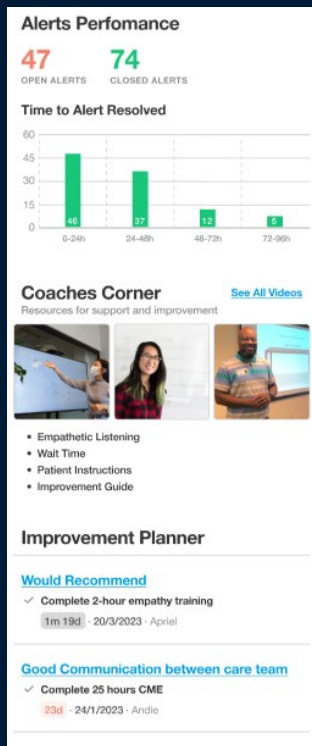 Alerts Perfomance
47 74
OPEN ALERTS CLOSED ALERTS
Time to Alert Resolved
60
45
30
15
0
46 37 12 5
0-24h 24-48h 48-72h 72-96h
Coaches Corner See All Videos
Resources for support and improvement
• Empathetic Listening
• Wait Time
• Patient Instructions
• Improvement Guide
Improvement Planner
Would Recommend
✓ Complete 2-hour empathy training
1m 19d · 20/3/2023 · Apriel
Good Communication between care team
✓ Complete 25 hours CME
23d · 24/1/2023 · Andie